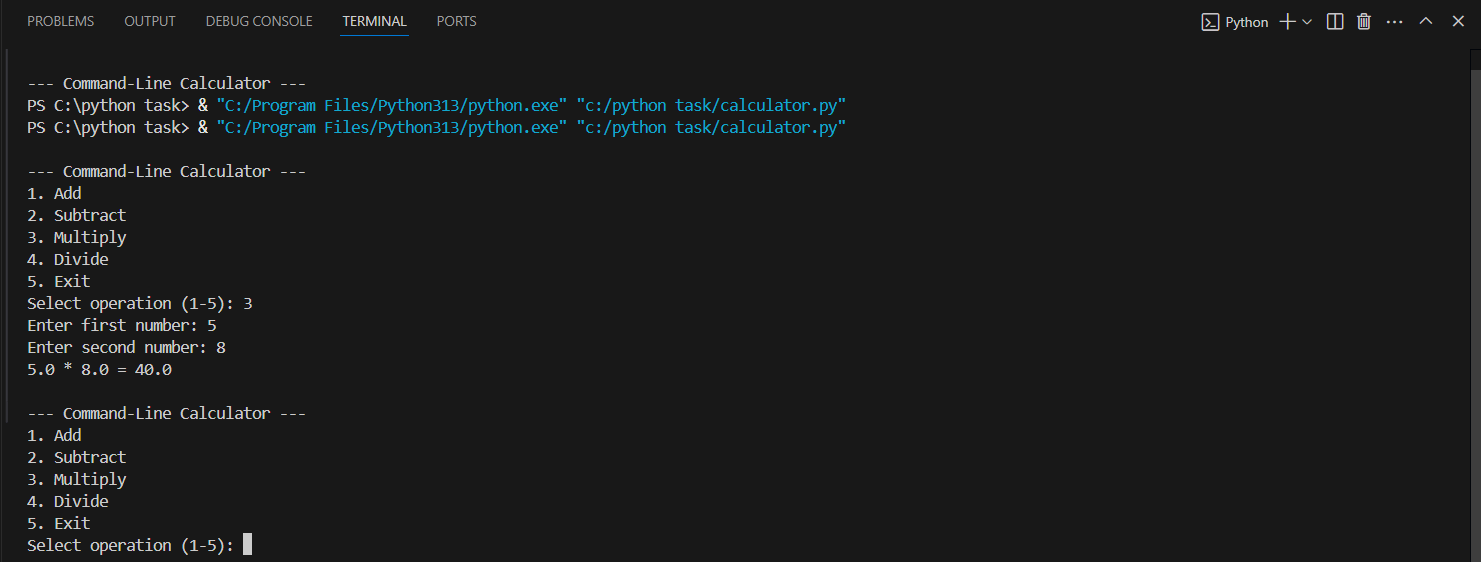 PROBLEMS OUTPUT DEBUG CONSOLE TERMINAL PORTS Python
--- Command-Line Calculator ---
PS C:\python task> & "C:/Program Files/Python313/python.exe" "c:/python task/calculator.py"
PS C:\python task> & "C:/Program Files/Python313/python.exe" "c:/python task/calculator.py"
--- Command-Line Calculator ---
1. Add
2. Subtract
3. Multiply
4. Divide
5. Exit
Select operation (1-5): 3
Enter first number: 5
Enter second number: 8
5.0 * 8.0 = 40.0
--- Command-Line Calculator ---
1. Add
2. Subtract
3. Multiply
4. Divide
5. Exit
Select operation (1-5):